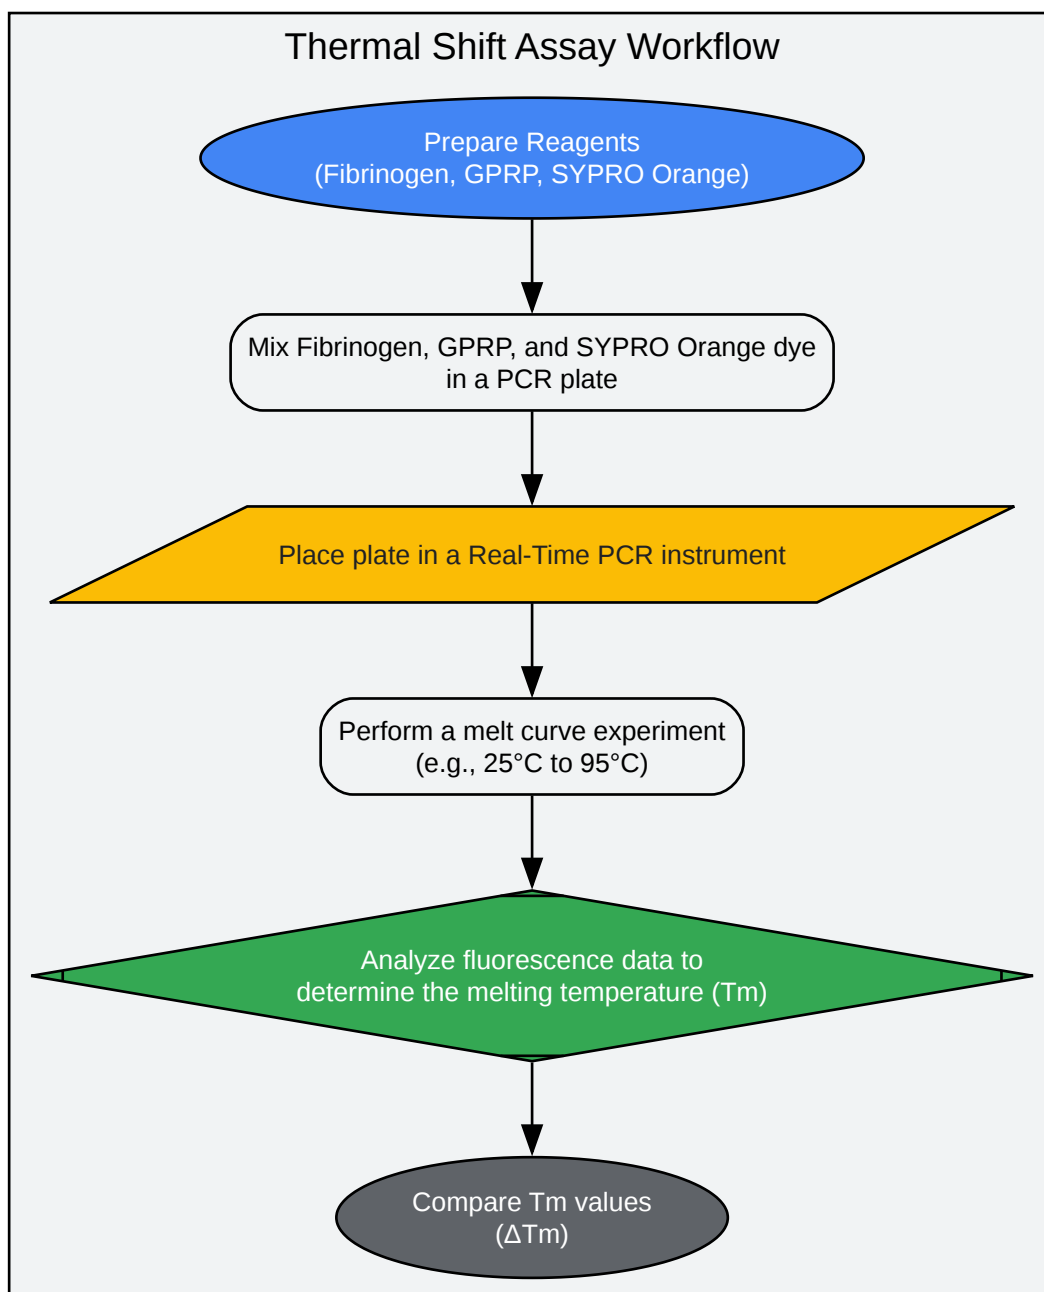 Thermal Shift Assay Workflow
Prepare Reagents
(Fibrinogen, GPRP, SYPRO Orange)
Mix Fibrinogen, GPRP, and SYPRO Orange dye
in a PCR plate
Place plate in a Real-Time PCR instrument
Perform a melt curve experiment
(e.g., 25°C to 95°C)
Analyze fluorescence data to
determine the melting temperature (Tm)
Compare Tm values
(ΔTm)